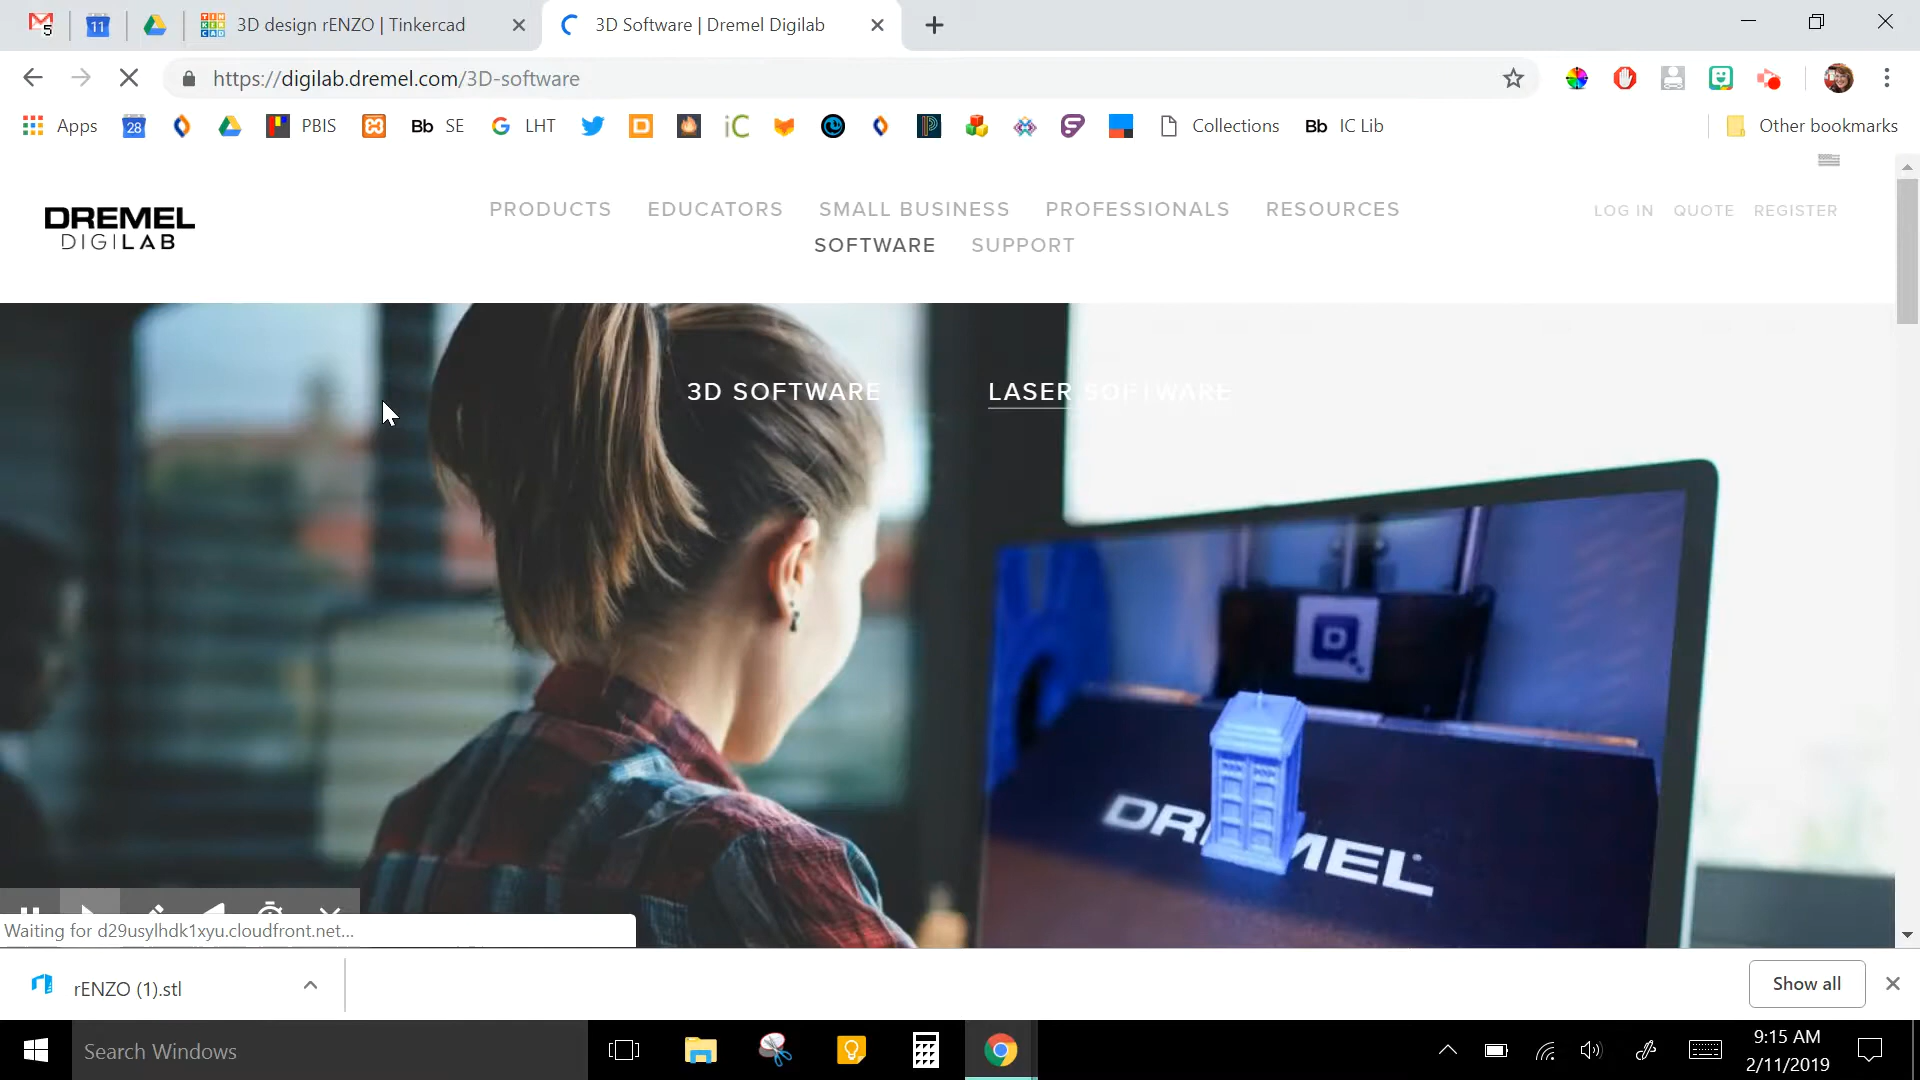 5
11
3D design rENZO | Tinkercad
3D Software | Dremel Digilab
https://digilab.dremel.com/3D-software
Apps
28
PBIS
Bb SE
LHT
iC
Collections
Bb IC Lib
Other bookmarks
DREMEL
DIGILAB
PRODUCTS
EDUCATORS
SMALL BUSINESS
PROFESSIONALS
RESOURCES
SOFTWARE
SUPPORT
LOG IN
QUOTE
REGISTER
3D SOFTWARE
LASER SOFTWARE
D
DREMEL
Waiting for d29usylhdk1xyu.cloudfront.net...
rENZO (1).stl
Show all
Search Windows
9:15 AM
2/11/2019